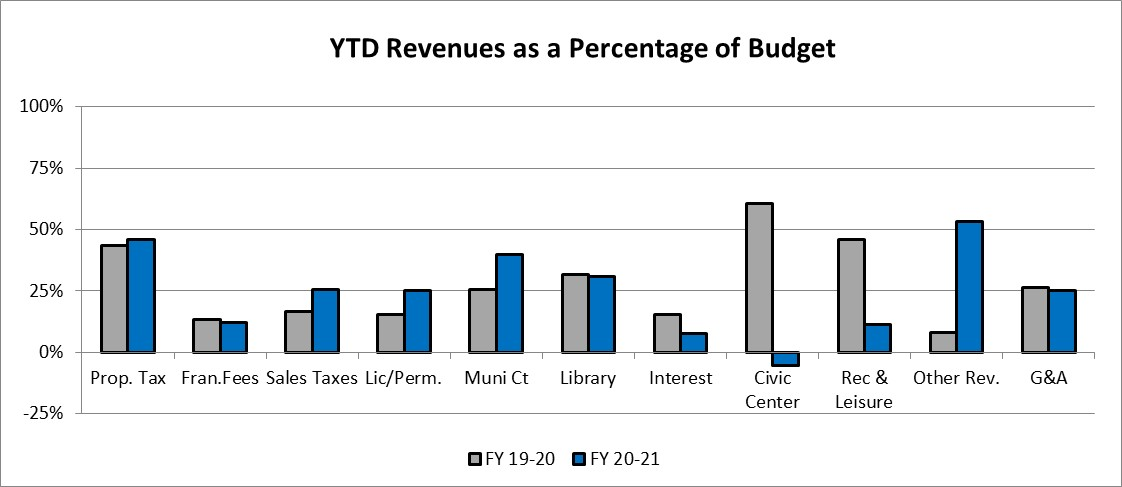 YTD Revenues as a Percentage of Budget
100%
75%
50%
25%
0%
-25%
Prop. Tax Fran.Fees Sales Taxes Lic/Perm. Muni Ct Library Interest Civic Center Rec & Leisure Other Rev. G&A
FY 19-20 FY 20-21